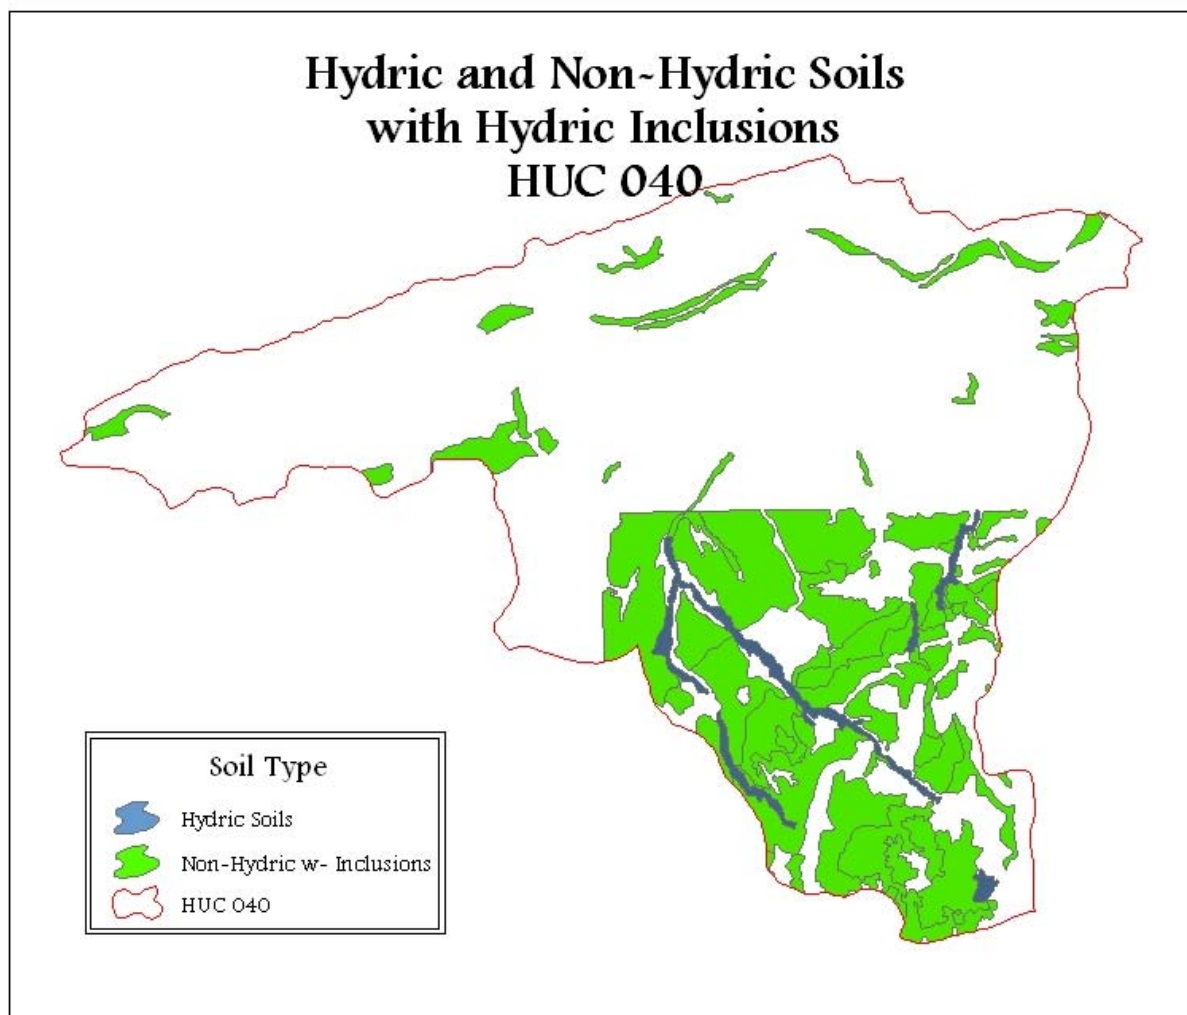 Hydric and Non-Hydric Soils
with Hydric Inclusions
HUC 040
Soil Type
Hydric Soils
Non-Hydric w- Inclusions
HUC 040